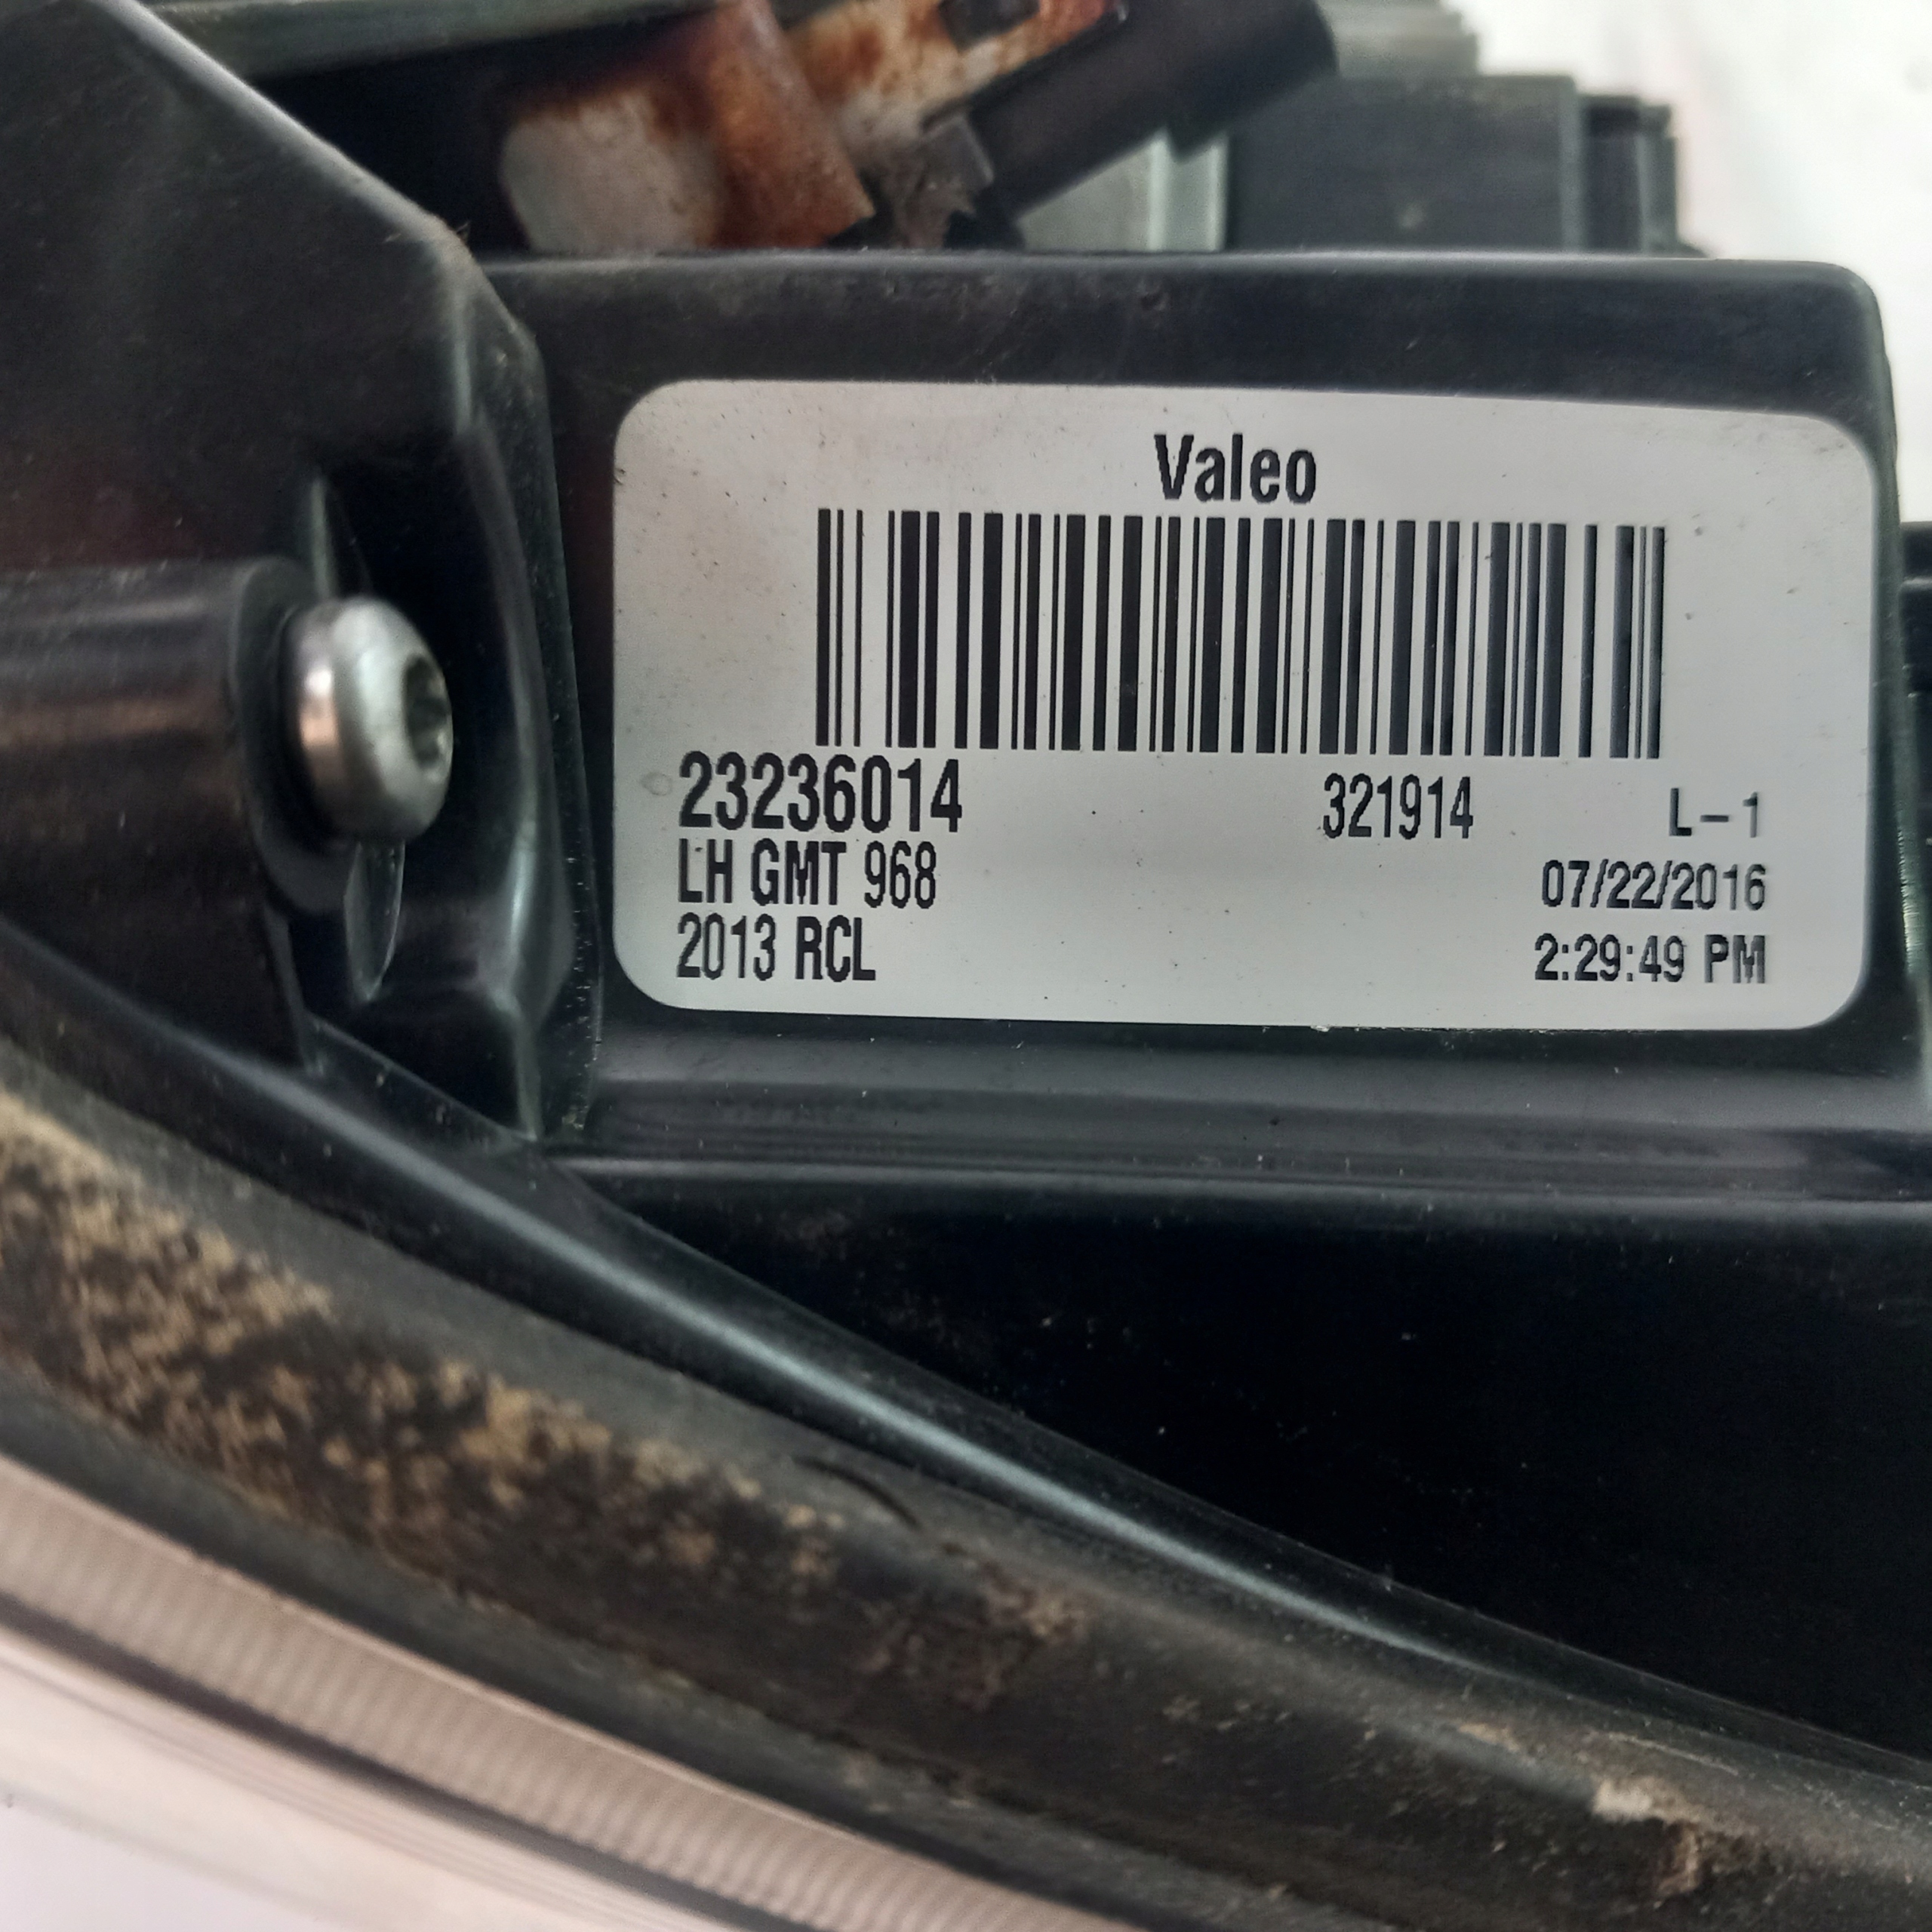 Valeo
23236014 321914 L-1
LH GMT 968 07/22/2016
2013 RCL 2:29:49 PM